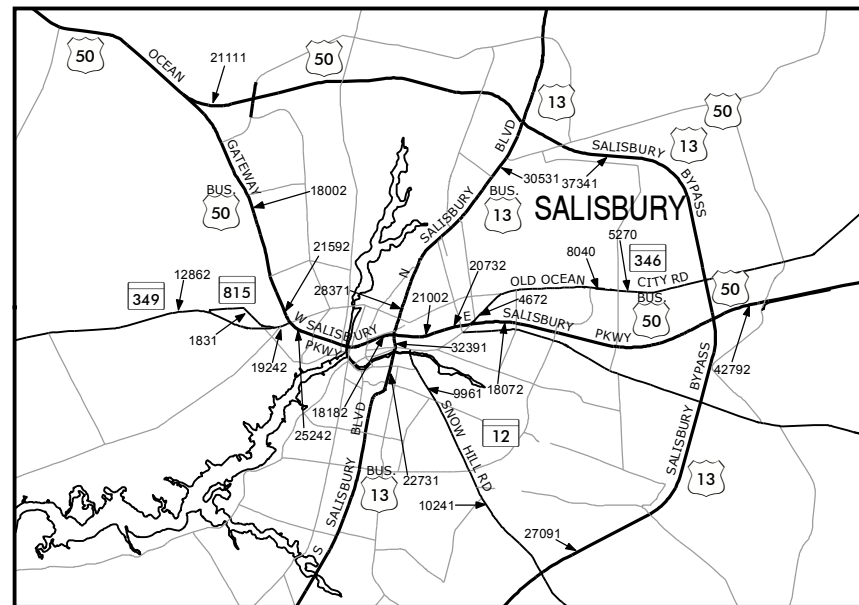 50
OCEAN
21111
50
13
50
13
SALISBURY
BYPASS
GATEWAY
BLVD
30531
37341
BUS.
50
18002
BUS.
13
SALISBURY
N
SALISBURY
5270
8040
346
21592
20732
OLD OCEAN
CITY RD
12862
815
349
28371
21002
4672
BUS.
50
50
E
SALISBURY
PKWY
W SALISBURY
PKWY
1831
19242
32391
42792
18182
9961
18072
25242
BLVD
SNOW HILL RD
12
BYPASS
SALISBURY
22731
BUS.
13
SALISBURY
S
13
10241
27091